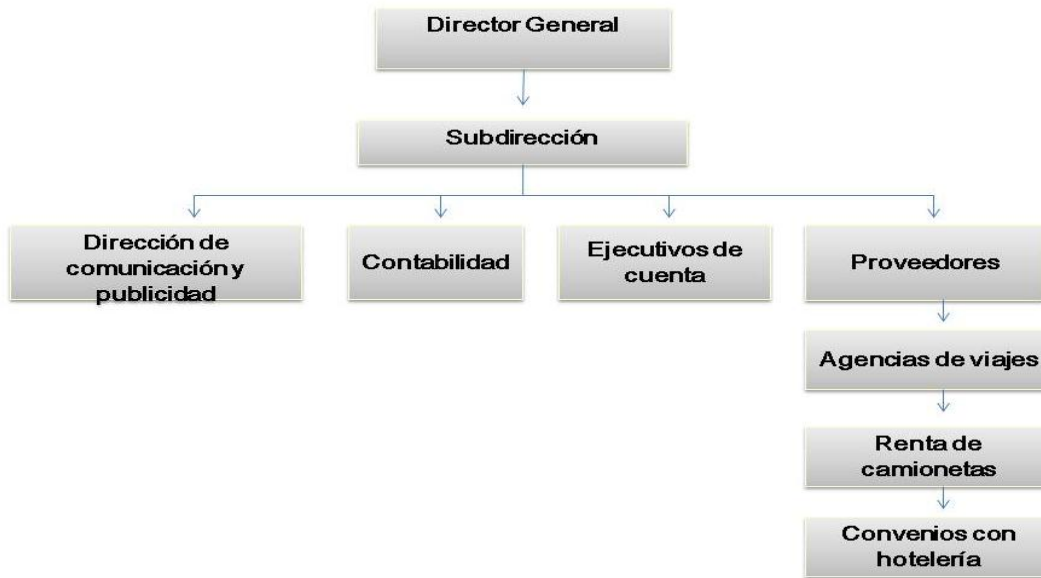 Director General
Subdirección
Dirección de
comunicación y
publicidad
Contabilidad
Ejecutivos de
cuenta
Proveedores
Agencias de viajes
Renta de
camionetas
Convenios con
hotelería